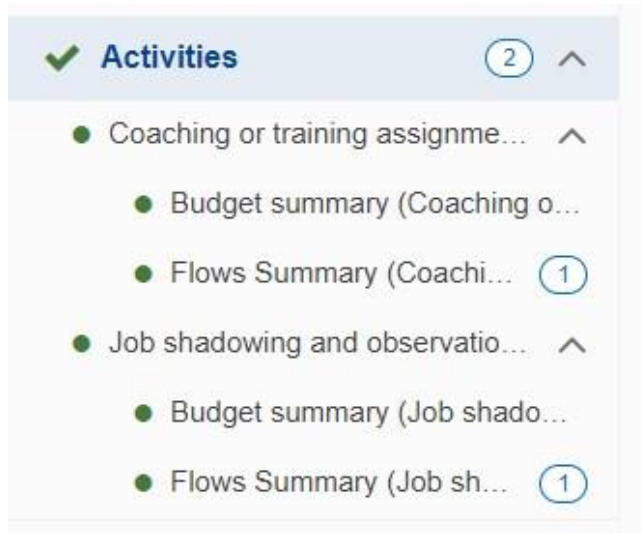 Activities 2
Coaching or training assignme...
Budget summary (Coaching o...
Flows Summary (Coachi... 1
Job shadowing and observatio...
Budget summary (Job shado...
Flows Summary (Job sh... 1